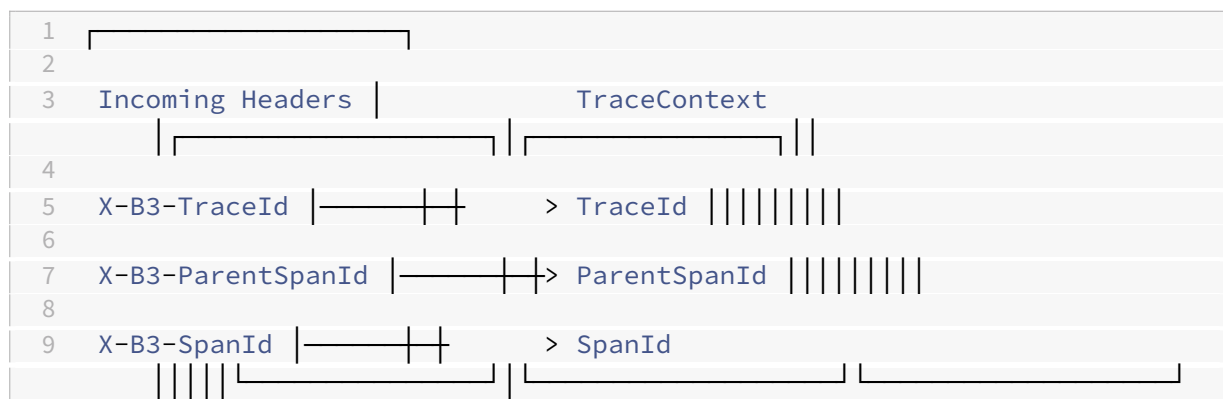 1 ┌───────────────────┐
2
3 Incoming Headers │ TraceContext
│┌───────────────────┐│┌───────────────┐││
4
5 X-B3-TraceId │──────┼─┼ > TraceId │││││││││
6
7 X-B3-ParentSpanId │──────┼─┼> ParentSpanId │││││││││
8
9 X-B3-SpanId │──────┼─┼ > SpanId
│││││└───────────────┘│└───────────────────┘└───────────────────┘